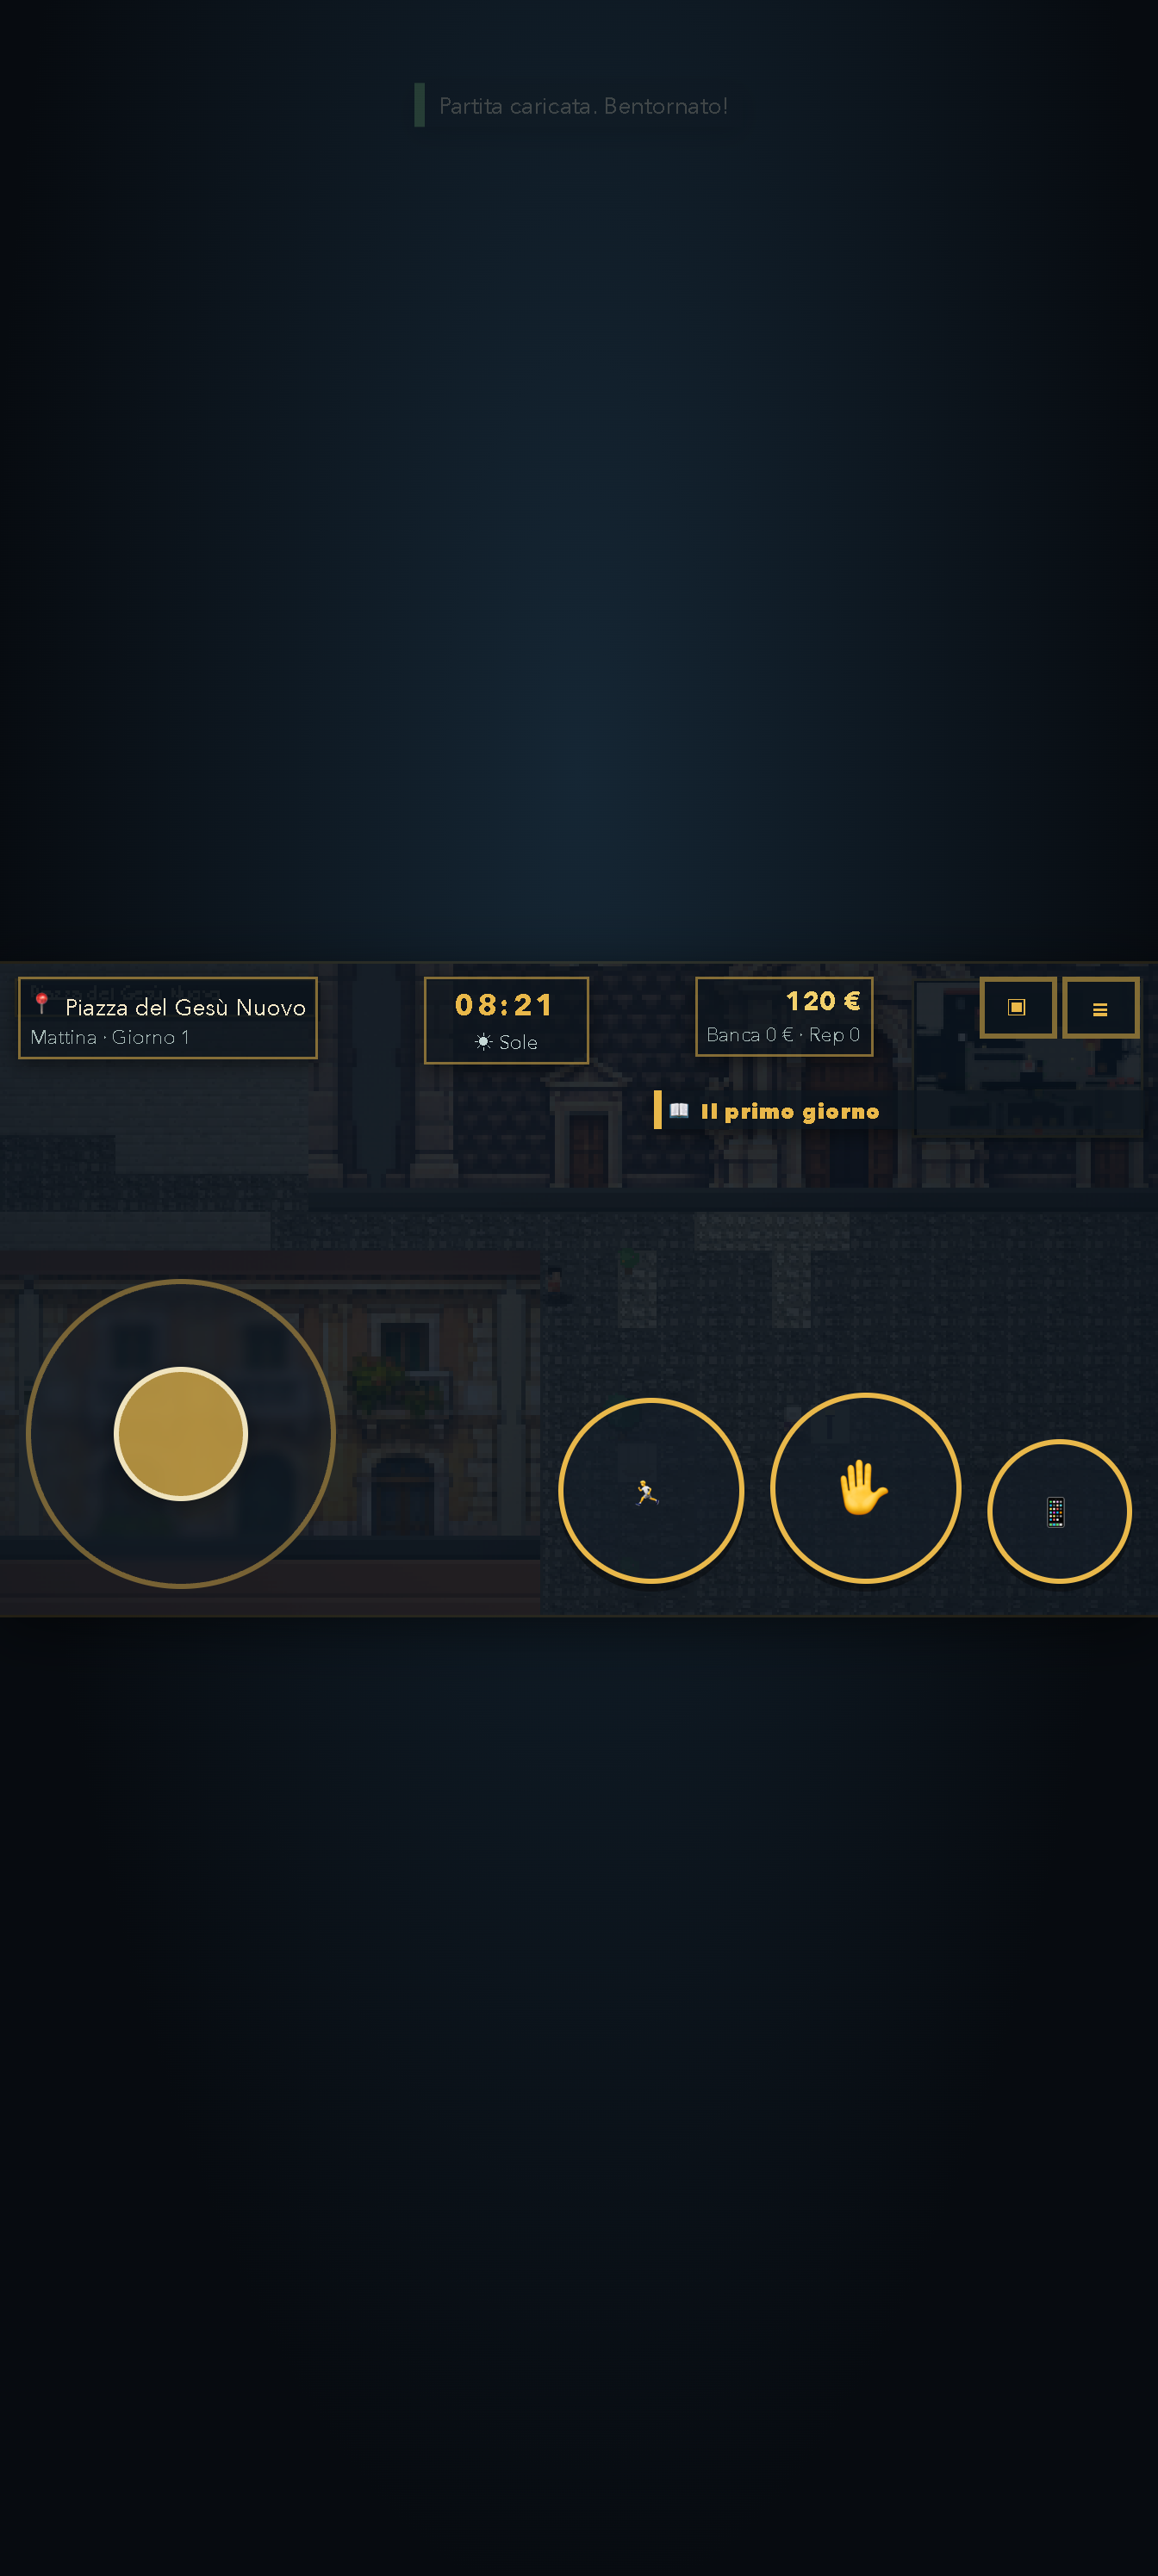 Partita caricata. Bentornato!
Piazza del Gesù Nuovo
Mattina · Giorno 1
08:21
Sole
120 €
Banca 0 € · Rep 0
Il primo giorno